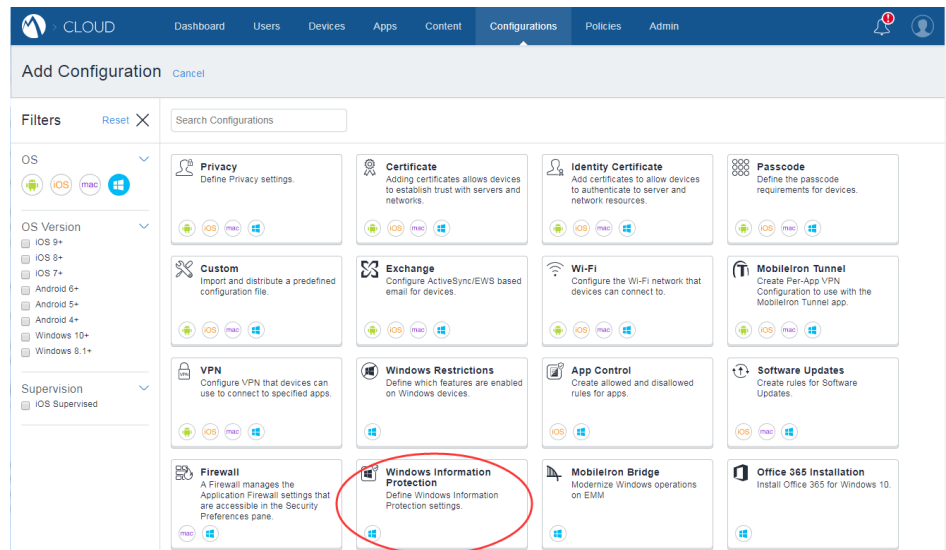 > CLOUD
Dashboard Users Devices Apps Content Configurations Policies Admin
Add Configuration Cancel
Filters Reset
Search Configurations
OS
iOS mac
OS Version
iOS 9+
iOS 8+
iOS 7+
Android 6+
Android 5+
Android 4+
Windows 10+
Windows 8.1+
Supervision
iOS Supervised
Privacy
Define Privacy settings.
iOS mac
Certificate
Adding certificates allows devices
to establish trust with servers and
networks.
iOS mac
Identity Certificate
Add certificates to allow devices
to authenticate to server and
network resources.
iOS mac
Passcode
Define the passcode
requirements for devices.
iOS mac
Custom
Import and distribute a predefined
configuration file.
iOS mac
Exchange
Configure ActiveSync/EWS based
email for devices.
iOS mac
Wi-Fi
Configure the Wi-Fi network that
devices can connect to.
iOS mac
MobileIron Tunnel
Create Per-App VPN
Configuration to use with the
MobileIron Tunnel app.
iOS mac
VPN
VPN
Configure VPN that devices can
use to connect to specified apps.
iOS mac
Windows Restrictions
Define which features are enabled
on Windows devices.
App Control
Create allowed and disallowed
rules for apps.
iOS
Software Updates
Create rules for Software
Updates.
iOS mac
Firewall
A Firewall manages the
Application Firewall settings that
are accessible in the Security
Preferences pane.
mac
Windows Information
Protection
Define Windows Information
Protection settings.
MobileIron Bridge
Modernize Windows operations
on EMM
Office 365 Installation
Install Office 365 for Windows 10.